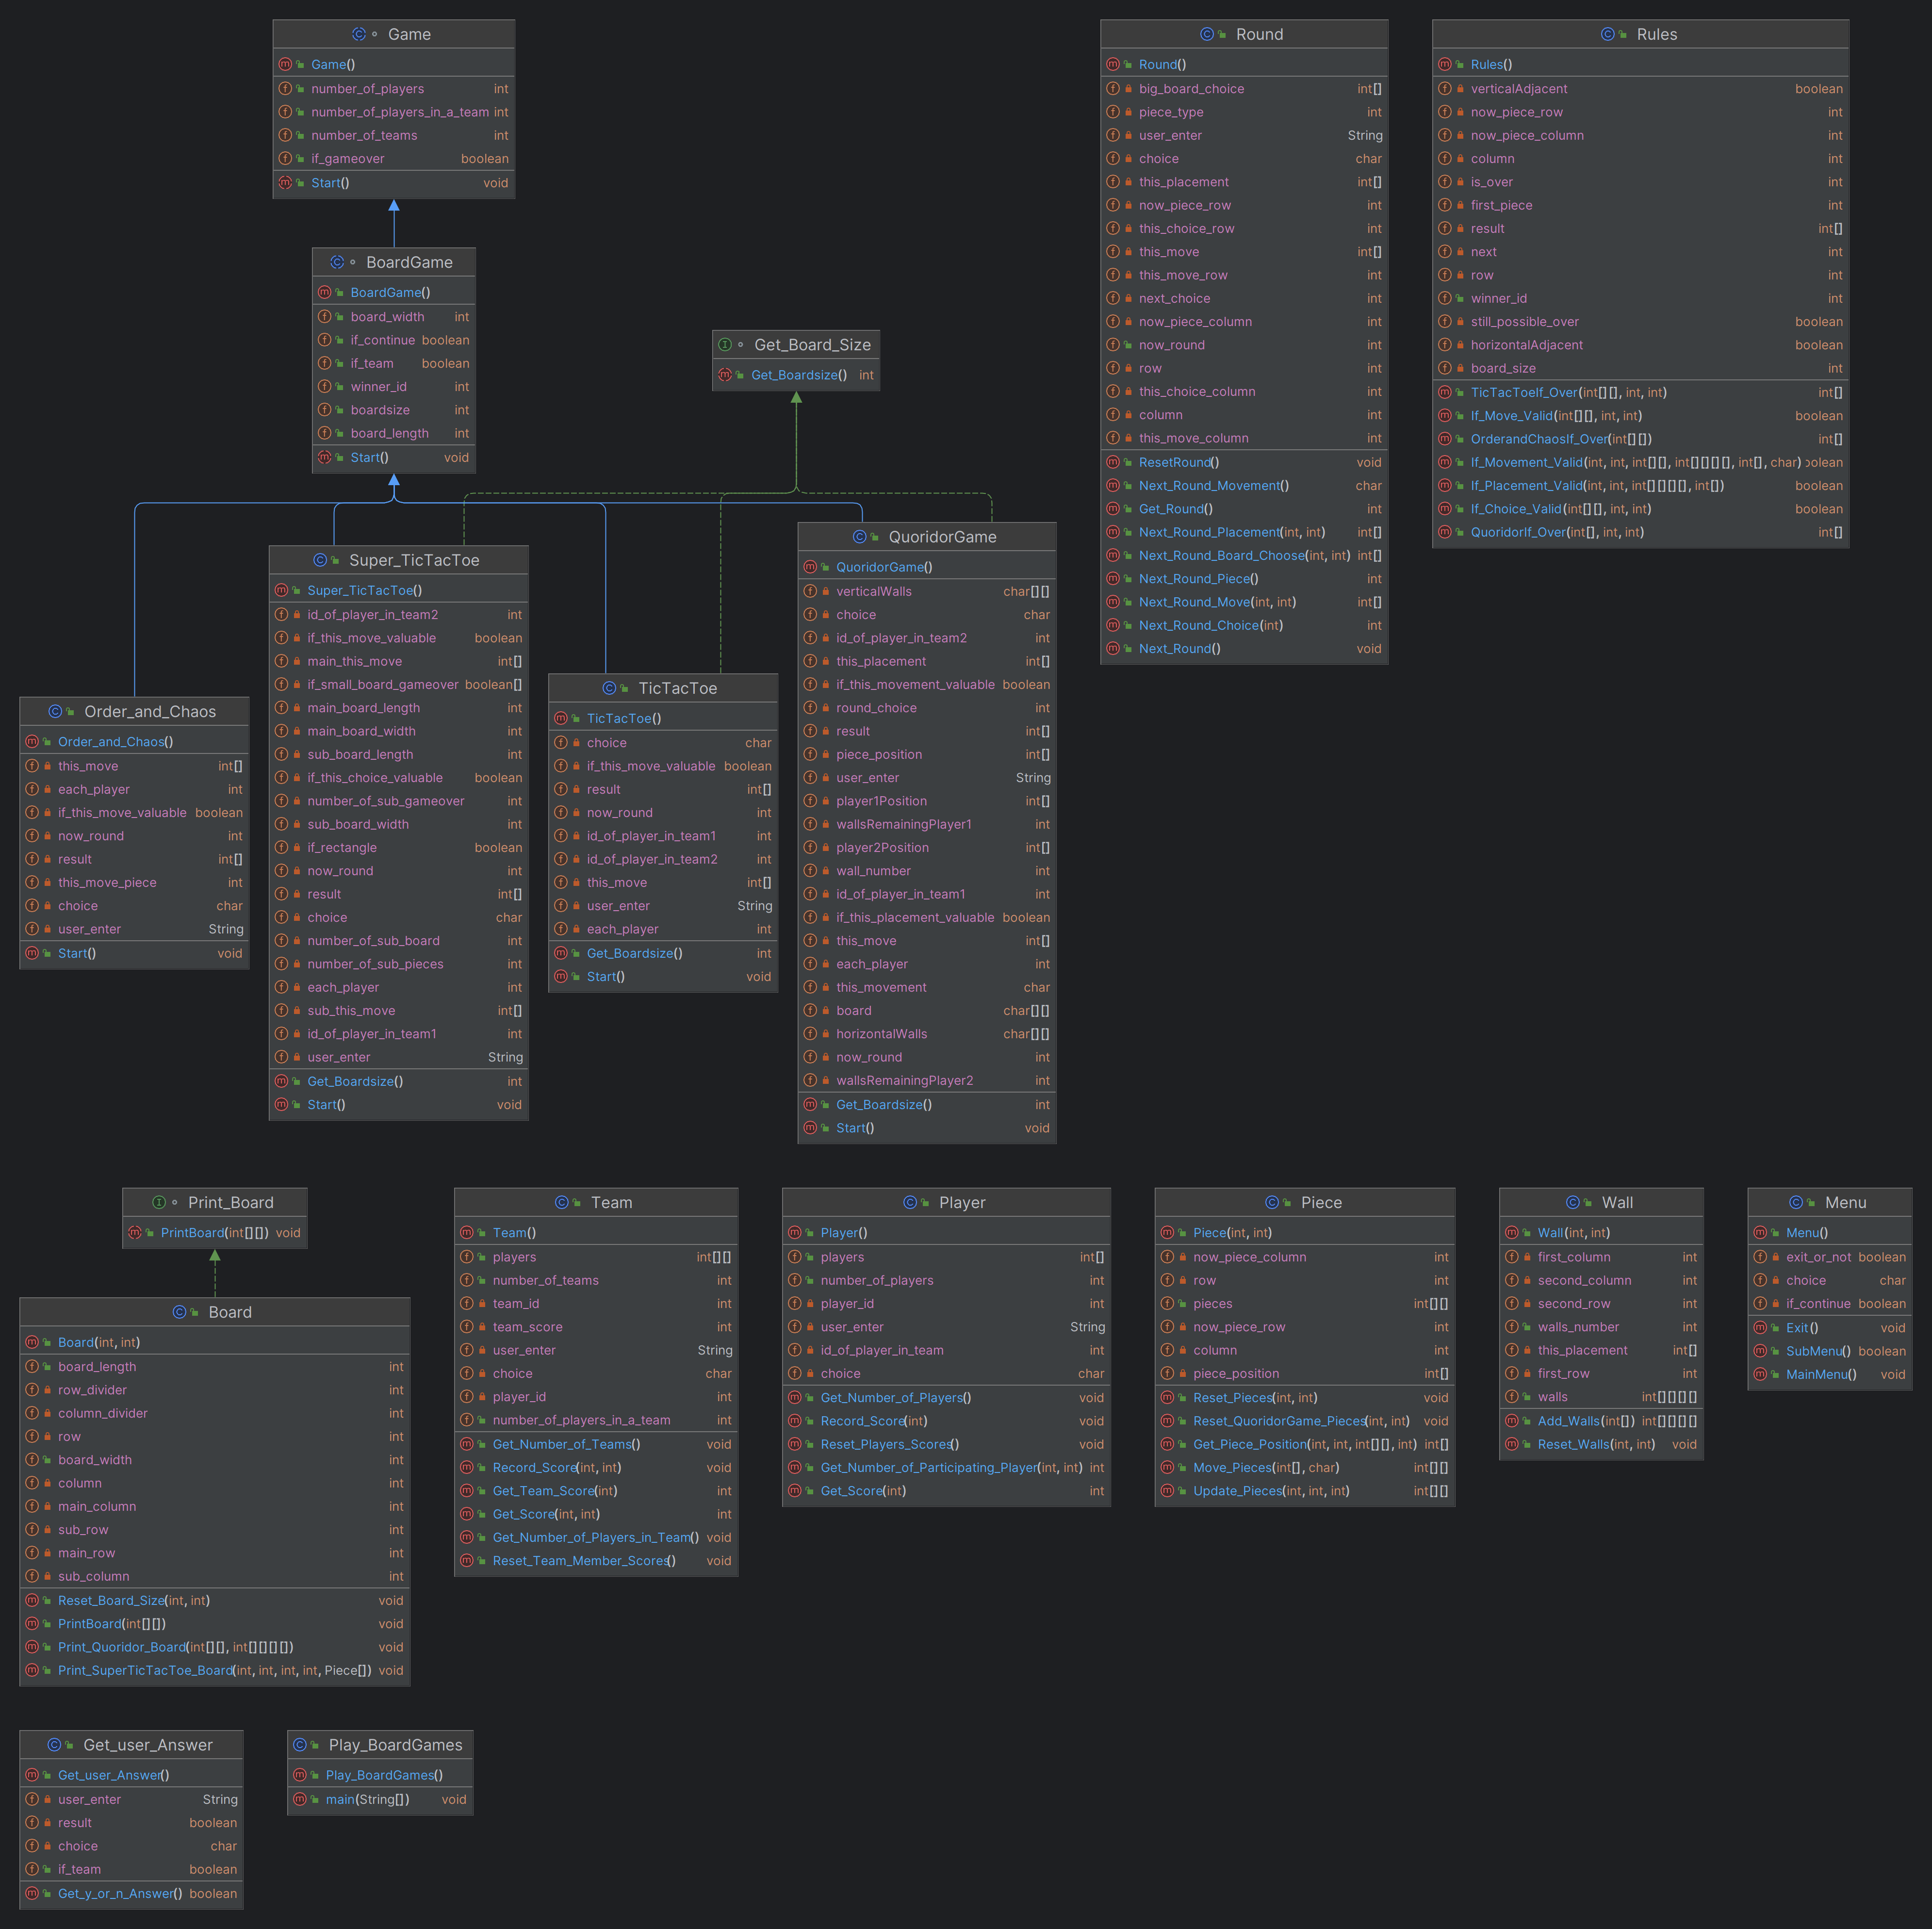 Game
Game()
number_of_players int
number_of_players_in_a_team int
number_of_teams int
if_gameover boolean
Start() void
Round
Round()
big_board_choice int[]
piece_type int
user_enter String
choice char
this_placement int[]
now_piece_row int
this_choice_row int
this_move int[]
this_move_row int
next_choice int
now_piece_column int
now_round int
row int
this_choice_column int
column int
this_move_column int
ResetRound() void
Next_Round_Movement() char
Get_Round() int
Next_Round_Placement(int, int) int[]
Next_Round_Board_Choose(int, int) int[]
Next_Round_Piece() int
Next_Round_Move(int, int) int[]
Next_Round_Choice(int) int
Next_Round() void
Rules
Rules()
verticalAdjacent boolean
now_piece_row int
now_piece_column int
column int
is_over int
first_piece int
result int[]
next int
row int
winner_id int
still_possible_over boolean
horizontalAdjacent boolean
board_size int
TicTacToeIf_Over(int[][], int, int) int[]
If_Move_Valid(int[][], int, int) boolean
OrderandChaosIf_Over(int[][]) int[]
If_Movement_Valid(int, int, int[][], int[][][][], int[], char) boolean
If_Placement_Valid(int, int, int[][][][], int[]) boolean
If_Choice_Valid(int[][], int, int) boolean
QuoridorIf_Over(int[], int, int) int[]
BoardGame
BoardGame()
board_width int
if_continue boolean
if_team boolean
winner_id int
boardsize int
board_length int
Start() void
Get_Board_Size
Get_Boardsize() int
Order_and_Chaos
Order_and_Chaos()
this_move int[]
each_player int
if_this_move_valuable boolean
now_round int
result int[]
this_move_piece int
choice char
user_enter String
Start() void
Super_TicTacToe
Super_TicTacToe()
id_of_player_in_team2 int
if_this_move_valuable boolean
main_this_move int[]
if_small_board_gameover boolean[]
main_board_length int
main_board_width int
sub_board_length int
if_this_choice_valuable boolean
number_of_sub_gameover int
sub_board_width int
if_rectangle boolean
now_round int
result int[]
choice char
number_of_sub_board int
number_of_sub_pieces int
each_player int
sub_this_move int[]
id_of_player_in_team1 int
user_enter String
Get_Boardsize() int
Start() void
TicTacToe
TicTacToe()
choice char
if_this_move_valuable boolean
result int[]
now_round int
id_of_player_in_team1 int
id_of_player_in_team2 int
this_move int[]
user_enter String
each_player int
Get_Boardsize() int
Start() void
QuoridorGame
QuoridorGame()
verticalWalls char[][]
choice char
id_of_player_in_team2 int
this_placement int[]
if_this_movement_valuable boolean
round_choice int
result int[]
piece_position int[]
user_enter String
player1Position int[]
wallsRemainingPlayer1 int
player2Position int[]
wall_number int
id_of_player_in_team1 int
if_this_placement_valuable boolean
this_move int[]
each_player int
this_movement char
board char[][]
horizontalWalls char[][]
now_round int
wallsRemainingPlayer2 int
Get_Boardsize() int
Start() void
Print_Board
PrintBoard(int[][]) void
Board
Board(int, int)
board_length int
row_divider int
column_divider int
row int
board_width int
column int
main_column int
sub_row int
main_row int
sub_column int
Reset_Board_Size(int, int) void
PrintBoard(int[][]) void
Print_Quoridor_Board(int[][], int[][][][]) void
Print_SuperTicTacToe_Board(int, int, int, int, Piece[]) void
Team
Team()
players int[][]
number_of_teams int
team_id int
team_score int
user_enter String
choice char
player_id int
number_of_players_in_a_team int
Get_Number_of_Teams() void
Record_Score(int, int) void
Get_Team_Score(int) int
Get_Score(int, int) int
Get_Number_of_Players_in_Team() void
Reset_Team_Member_Scores() void
Player
Player()
players int[]
number_of_players int
player_id int
user_enter String
id_of_player_in_team int
choice char
Get_Number_of_Players() void
Record_Score(int) void
Reset_Players_Scores() void
Get_Number_of_Participating_Player(int, int) int
Get_Score(int) int
Piece
Piece(int, int)
now_piece_column int
row int
pieces int[][]
now_piece_row int
column int
piece_position int[]
Reset_Pieces(int, int) void
Reset_QuoridorGame_Pieces(int, int) void
Get_Piece_Position(int, int, int[][], int) int[]
Move_Pieces(int[], char) int[][]
Update_Pieces(int, int, int) int[][]
Wall
Wall(int, int)
first_column int
second_column int
second_row int
walls_number int
this_placement int[]
first_row int
walls int[][][][]
Add_Walls(int[]) int[][][][]
Reset_Walls(int, int) void
Menu
Menu()
exit_or_not boolean
choice char
if_continue boolean
Exit() void
SubMenu() boolean
MainMenu() void
Get_user_Answer
Get_user_Answer()
user_enter String
result boolean
choice char
if_team boolean
Get_y_or_n_Answer() boolean
Play_BoardGames
Play_BoardGames()
main(String[]) void